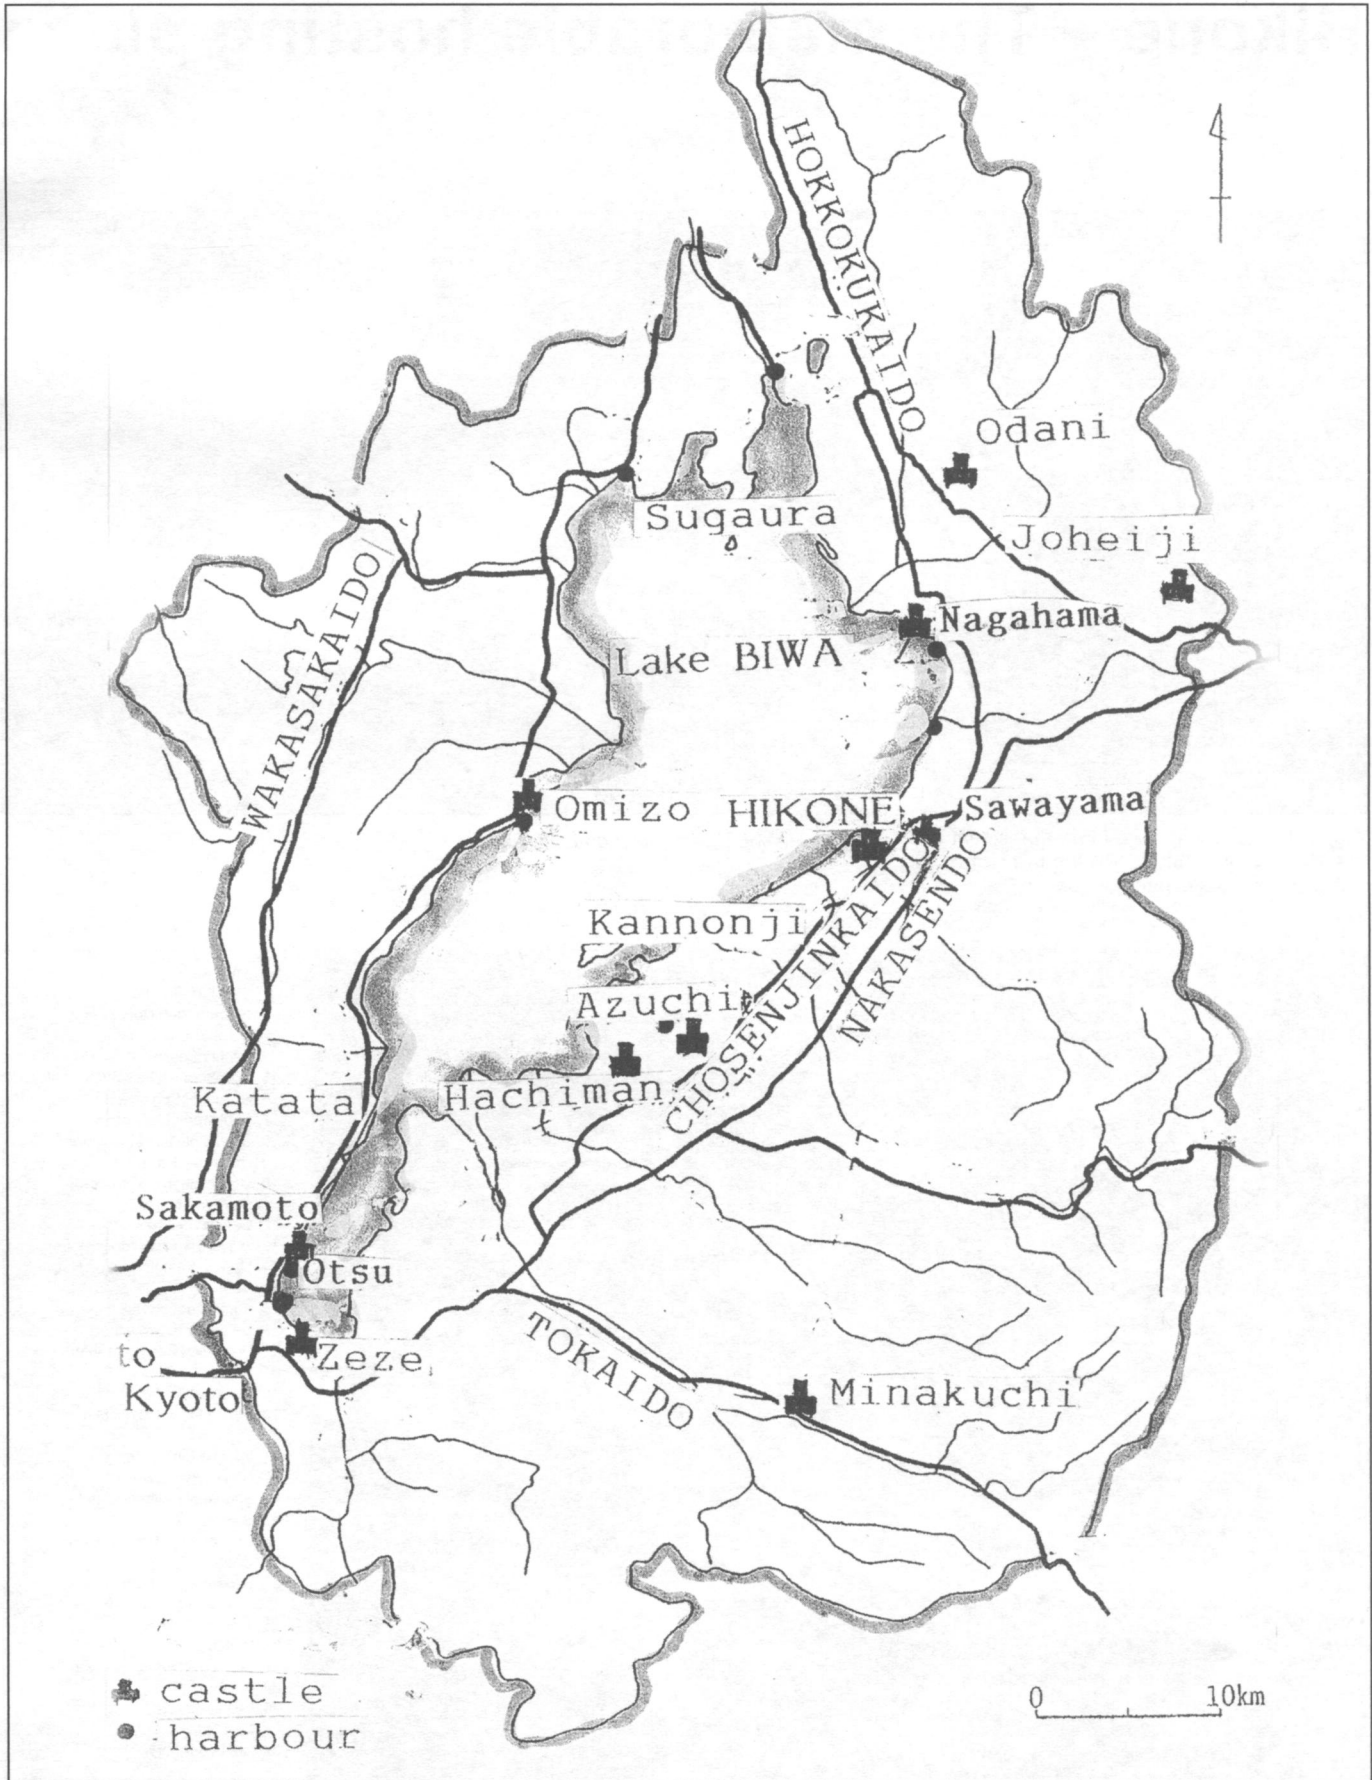 HOKKOKUKAIDO
Odani
Sugaura
Joheiji
WAKASAKAIDO
Nagahama
Lake BIWA
Omizo
HIKONE
Sawayama
Kannonji
CHOSENJINKAIDO
NAKASENDO
Azuchi
Hachiman
Katata
Sakamoto
Otsu
Zeze
to
Kyoto
TOKAIDO
Minakuchi
castle
harbour
0 10km